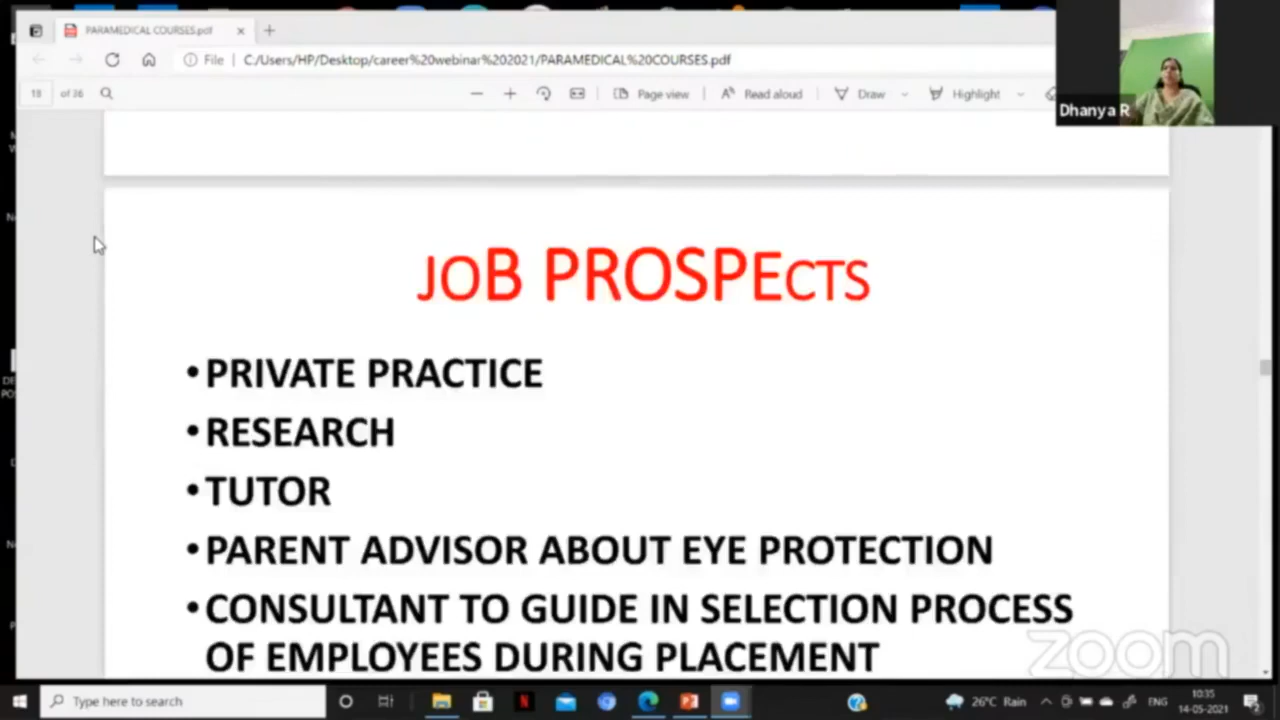 PARAMEDICAL COURSES.pdf
File
C:/Users/HP/Desktop/career%20webinar%202021/PARAMEDICAL%20COURSES.pdf
18 of 36
Page view
Read aloud
Draw
Highlight
Dhanya R
JOB PROSPECTS
•PRIVATE PRACTICE
•RESEARCH
•TUTOR
•PARENT ADVISOR ABOUT EYE PROTECTION
•CONSULTANT TO GUIDE IN SELECTION PROCESS
OF EMPLOYEES DURING PLACEMENT
zoom
Type here to search
26°C Rain
ENG
10:35
14-05-2021